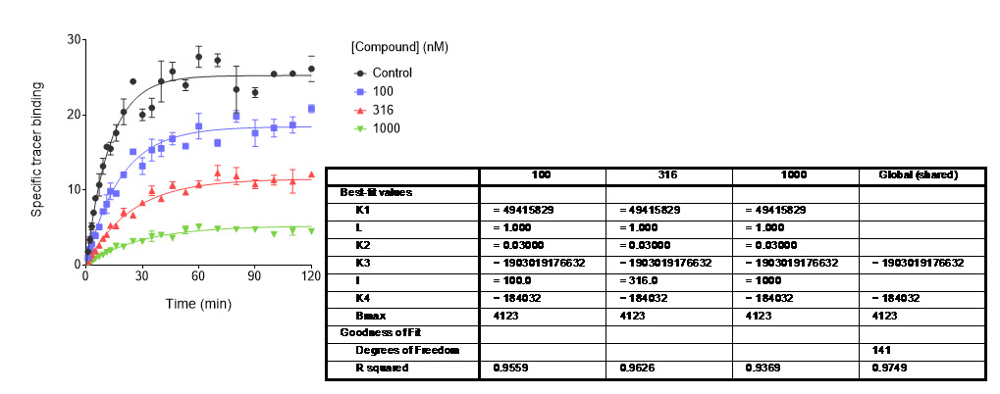 30
20
10
0
0 30 60 90 120
Specific tracer binding
Time (min)
[Compound] (nM)
Control
100
316
1000
100 316 1000 Global (shared)
Best-fit values
K1 = 49415829 = 49415829 = 49415829
L = 1.000 = 1.000 = 1.000
K2 = 0.03000 = 0.03000 = 0.03000
K3 ~ 1903019176632 ~ 1903019176632 ~ 1903019176632 ~ 1903019176632
I = 100.0 = 316.0 = 1000
K4 ~ 184032 ~ 184032 ~ 184032 ~ 184032
Bmax 4123 4123 4123 4123
Goodness of Fit
Degrees of Freedom 141
R squared 0.9559 0.9626 0.9369 0.9749